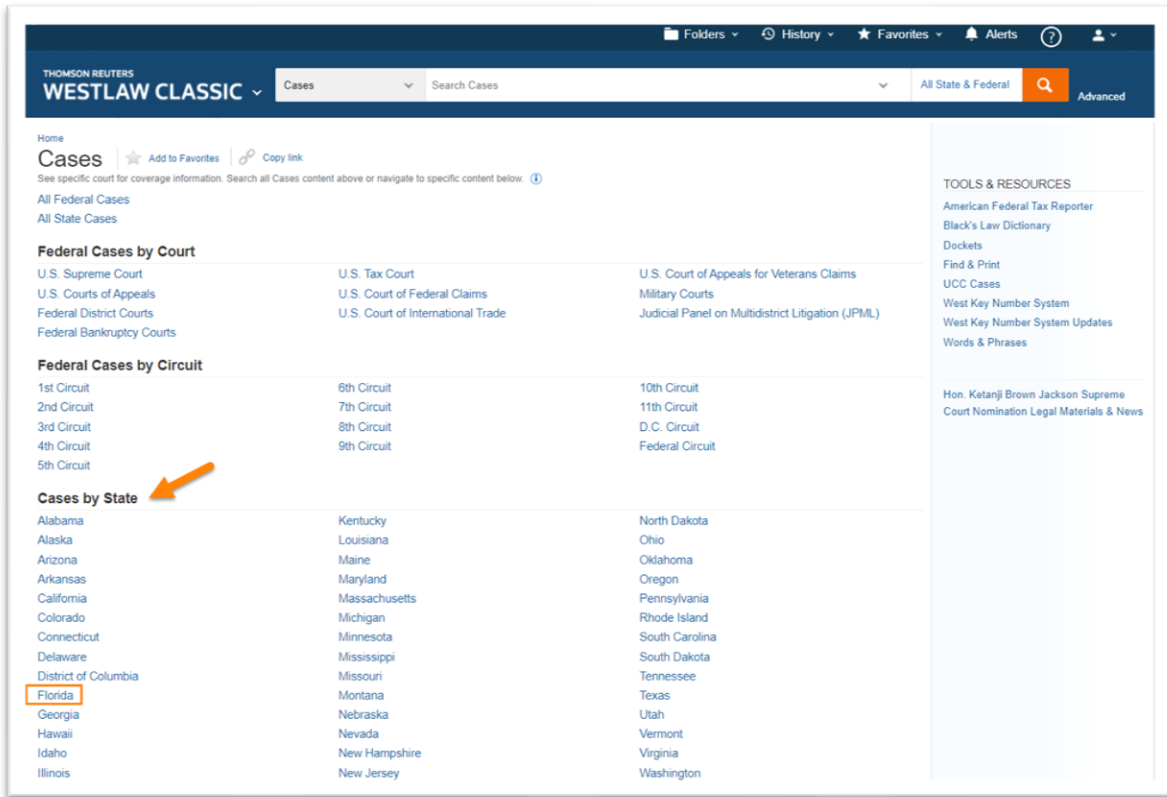 Folders History Favorites Alerts ?
THOMSON REUTERS
WESTLAW CLASSIC Cases Search Cases All State & Federal Advanced
Home
Cases Add to Favorites Copy link
See specific court for coverage information. Search all Cases content above or navigate to specific content below. i
All Federal Cases
All State Cases
Federal Cases by Court
U.S. Supreme Court U.S. Tax Court U.S. Court of Appeals for Veterans Claims
U.S. Courts of Appeals U.S. Court of Federal Claims Military Courts
Federal District Courts U.S. Court of International Trade Judicial Panel on Multidistrict Litigation (JPML)
Federal Bankruptcy Courts
Federal Cases by Circuit
1st Circuit 6th Circuit 10th Circuit
2nd Circuit 7th Circuit 11th Circuit
3rd Circuit 8th Circuit D.C. Circuit
4th Circuit 9th Circuit Federal Circuit
5th Circuit
Cases by State
Alabama Kentucky North Dakota
Alaska Louisiana Ohio
Arizona Maine Oklahoma
Arkansas Maryland Oregon
California Massachusetts Pennsylvania
Colorado Michigan Rhode Island
Connecticut Minnesota South Carolina
Delaware Mississippi South Dakota
District of Columbia Missouri Tennessee
Florida Montana Texas
Georgia Nebraska Utah
Hawaii Nevada Vermont
Idaho New Hampshire Virginia
Illinois New Jersey Washington
TOOLS & RESOURCES
American Federal Tax Reporter
Black's Law Dictionary
Dockets
Find & Print
UCC Cases
West Key Number System
West Key Number System Updates
Words & Phrases
Hon. Ketanji Brown Jackson Supreme
Court Nomination Legal Materials & News